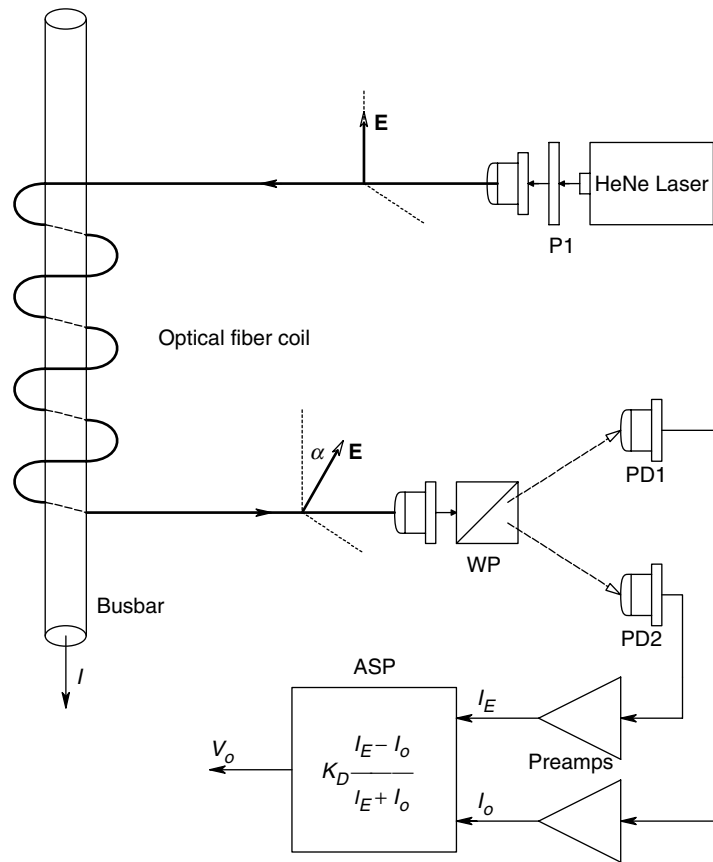 E
HeNe Laser
P1
Optical fiber coil
α
E
PD1
WP
Busbar
PD2
I
ASP
I_E
V_o
K_D (I_E – I_o) / (I_E + I_o)
Preamps
I_o